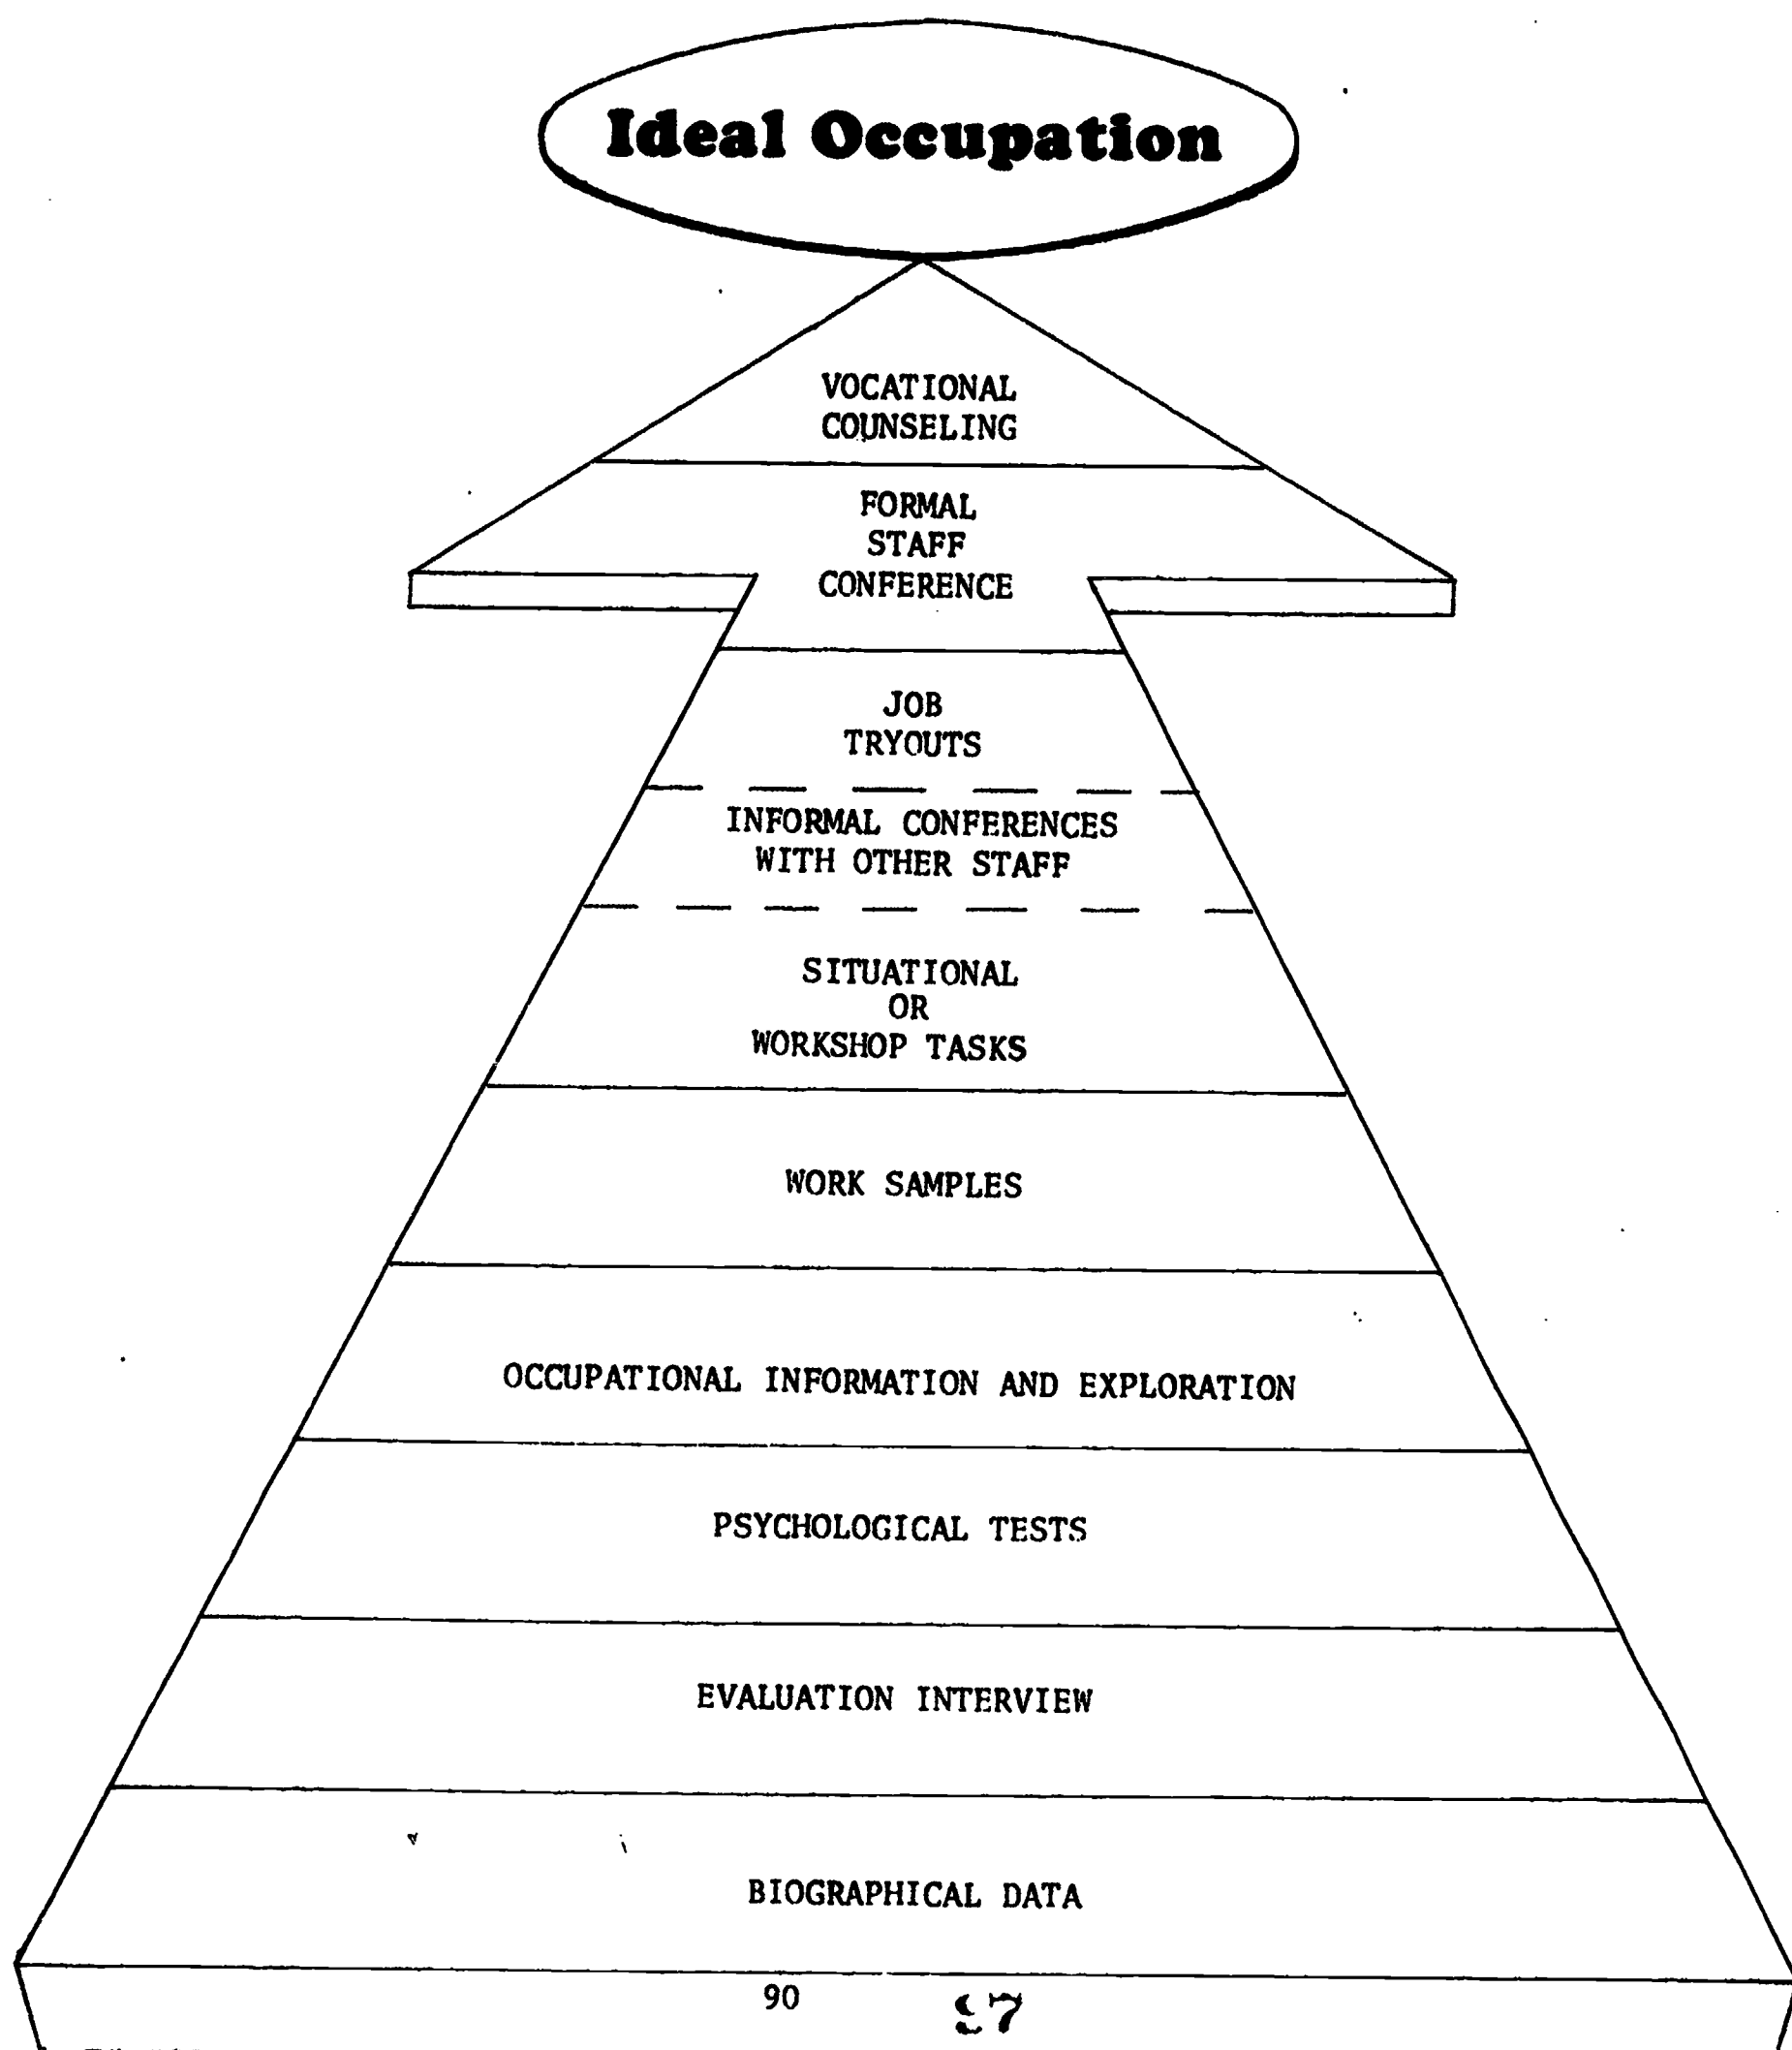 Ideal Occupation
VOCATIONAL
COUNSELING
FORMAL
STAFF
CONFERENCE
JOB
TRYOUTS
INFORMAL CONFERENCES
WITH OTHER STAFF
SITUATIONAL
OR
WORKSHOP TASKS
WORK SAMPLES
OCCUPATIONAL INFORMATION AND EXPLORATION
PSYCHOLOGICAL TESTS
EVALUATION INTERVIEW
BIOGRAPHICAL DATA
90
97